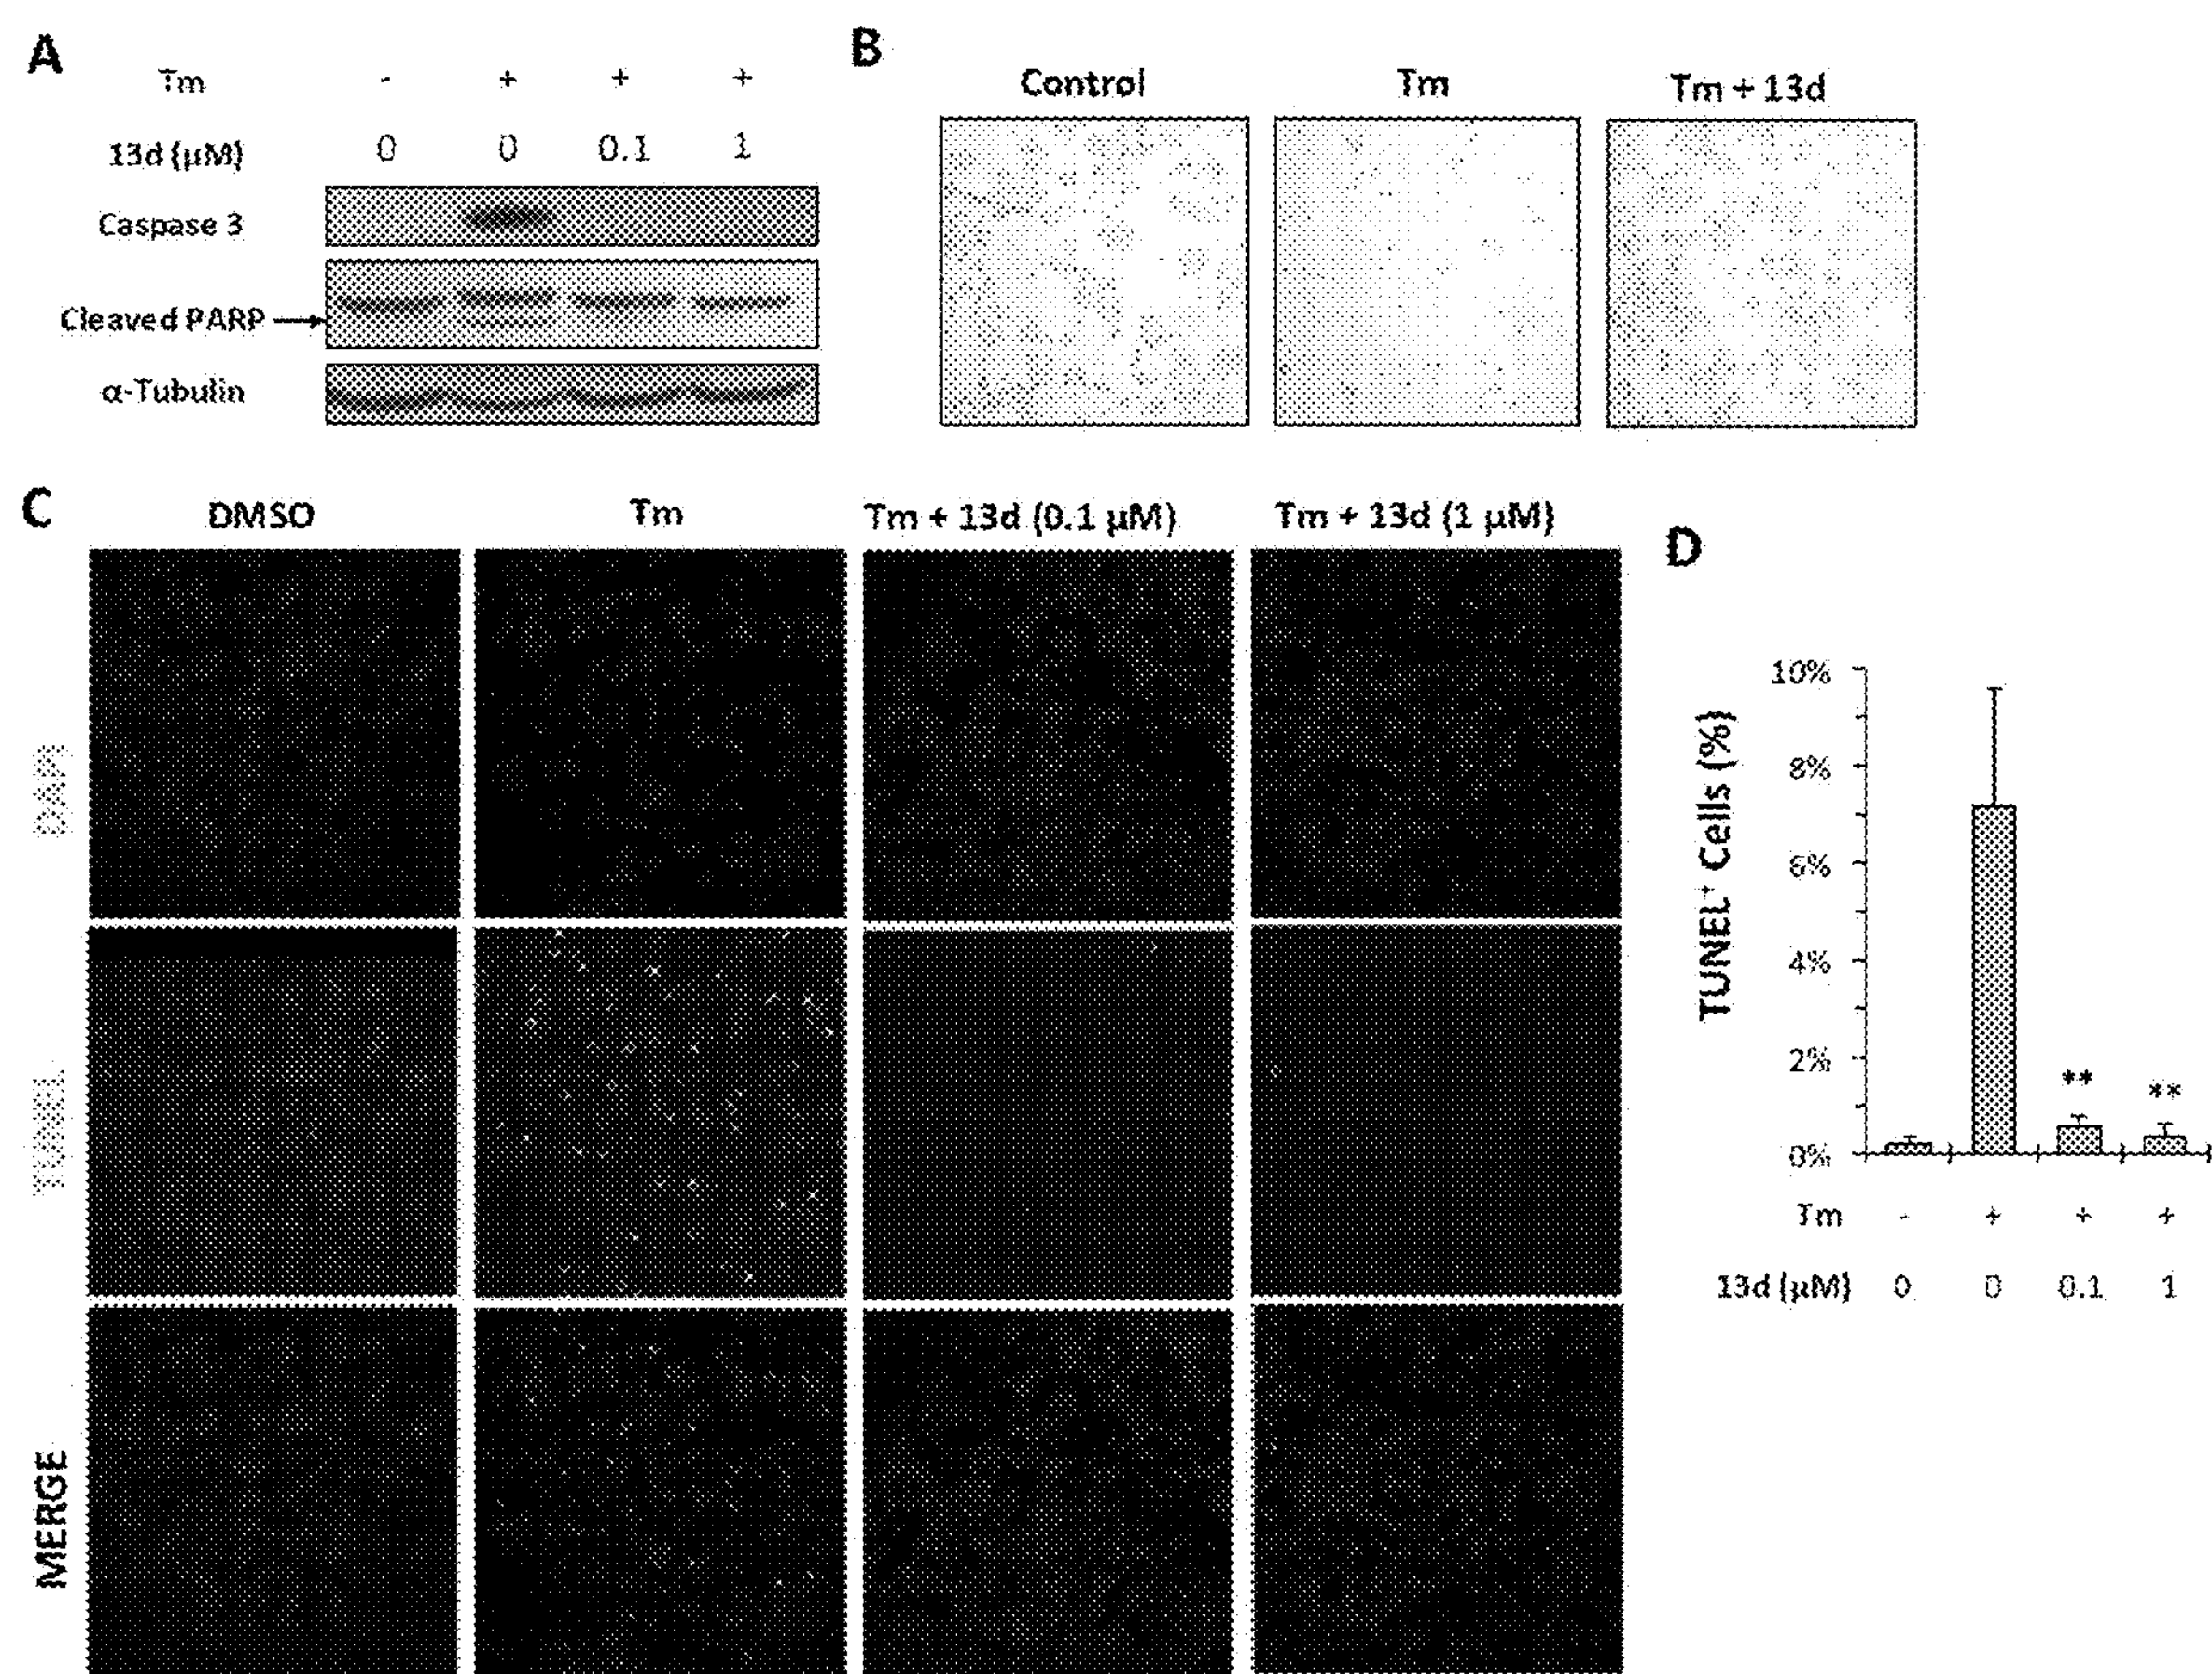 A
Tm - + + +
13d (µM) 0 0 0.1 1
Caspase 3
Cleaved PARP
α-Tubulin
B
Control Tm Tm + 13d
C
DMSO Tm Tm + 13d (0.1 µM) Tm + 13d (1 µM)
DAPI
TUNEL
MERGE
D
TUNEL⁺ Cells (%)
10%
8%
6%
4%
2%
0%
** **
Tm - + + +
13d (µM) 0 0 0.1 1